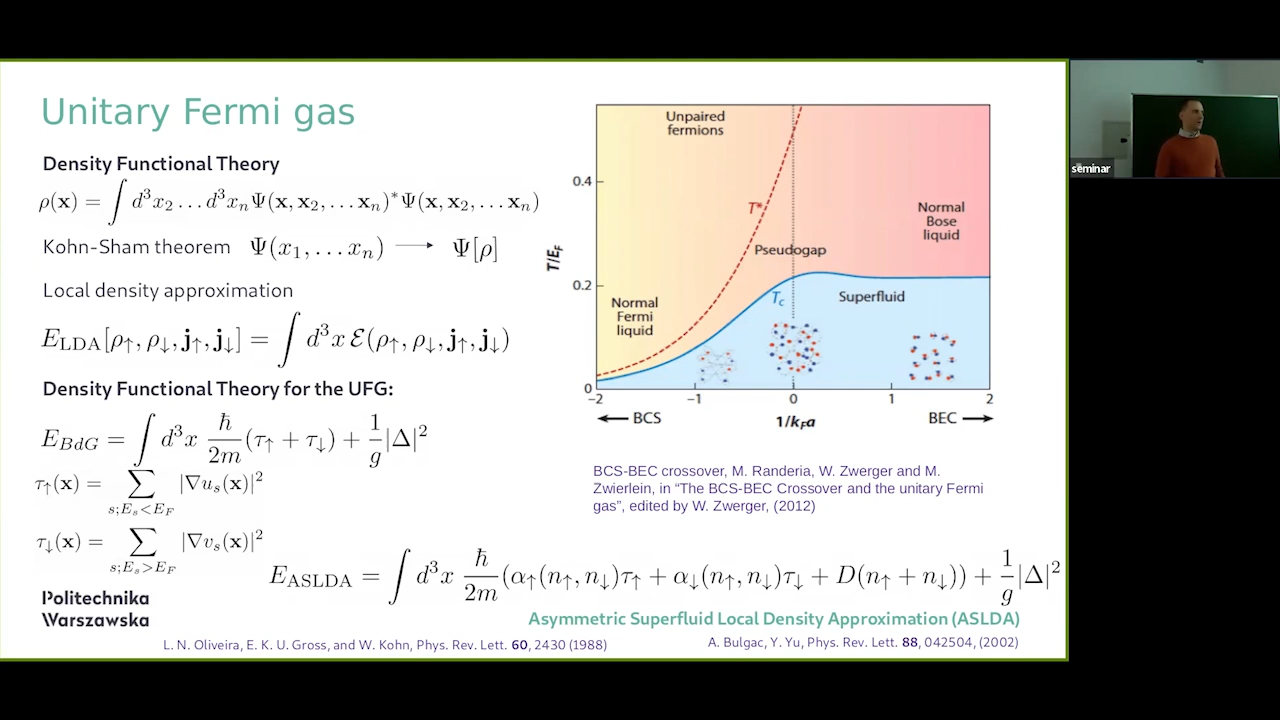 Unitary Fermi gas
Density Functional Theory
ρ(x) = ∫ d³x₂ … d³xₙΨ(x, x₂, … xₙ)*Ψ(x, x₂, … xₙ)
Kohn-Sham theorem Ψ(x₁, … xₙ) ⟶ Ψ[ρ]
Local density approximation
E_LDA[ρ↑, ρ↓, j↑, j↓] = ∫ d³x ℰ(ρ↑, ρ↓, j↑, j↓)
Density Functional Theory for the UFG:
E_BdG = ∫ d³x ℏ/2m (τ↑ + τ↓) + 1/g |Δ|²
τ↑(x) = ∑_{s;E_s<E_F} |∇u_s(x)|²
τ↓(x) = ∑_{s;E_s>E_F} |∇v_s(x)|²
E_ASLDA = ∫ d³x ℏ/2m (α↑(n↑, n↓)τ↑ + α↓(n↑, n↓)τ↓ + D(n↑ + n↓)) + 1/g |Δ|²
Asymmetric Superfluid Local Density Approximation (ASLDA)
Politechnika
Warszawska
L. N. Oliveira, E. K. U. Gross, and W. Kohn, Phys. Rev. Lett. 60, 2430 (1988)
A. Bulgac, Y. Yu, Phys. Rev. Lett. 88, 042504, (2002)
Unpaired
fermions
0.4
T*
Normal
Bose
liquid
Pseudogap
T/E_F
0.2
T_c
Superfluid
Normal
Fermi
liquid
0
−2 −1 0 1 2
← BCS 1/k_Fa BEC →
BCS-BEC crossover, M. Randeria, W. Zwerger and M.
Zwierlein, in “The BCS-BEC Crossover and the unitary Fermi
gas”, edited by W. Zwerger, (2012)
seminar